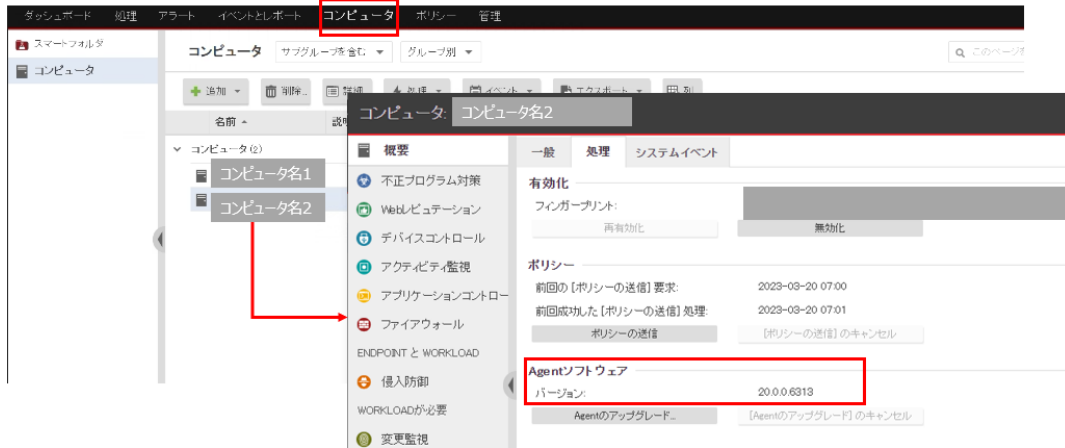 ダッシュボード 処理 アラート イベントとレポート コンピュータ ポリシー 管理
スマートフォルダ
コンピュータ
コンピュータ サブグループを含む グループ別
追加 削除... 詳細 処理 イベント エクスポート 列
名前
コンピュータ(2)
コンピュータ名1
コンピュータ名2
コンピュータ: コンピュータ名2
概要
不正プログラム対策
Webレピュテーション
デバイスコントロール
アクティビティ監視
アプリケーションコントロー
ファイアウォール
ENDPOINT と WORKLOAD
侵入防御
WORKLOADが必要
変更監視
一般 処理 システムイベント
有効化
フィンガープリント:
再有効化 無効化
ポリシー
前回の [ポリシーの送信] 要求: 2023-03-20 07:00
前回成功した [ポリシーの送信] 処理: 2023-03-20 07:01
ポリシーの送信 [ポリシーの送信] のキャンセル
Agentソフトウェア
バージョン: 20.0.0.6313
Agentのアップグレード... [Agentのアップグレード] のキャンセル